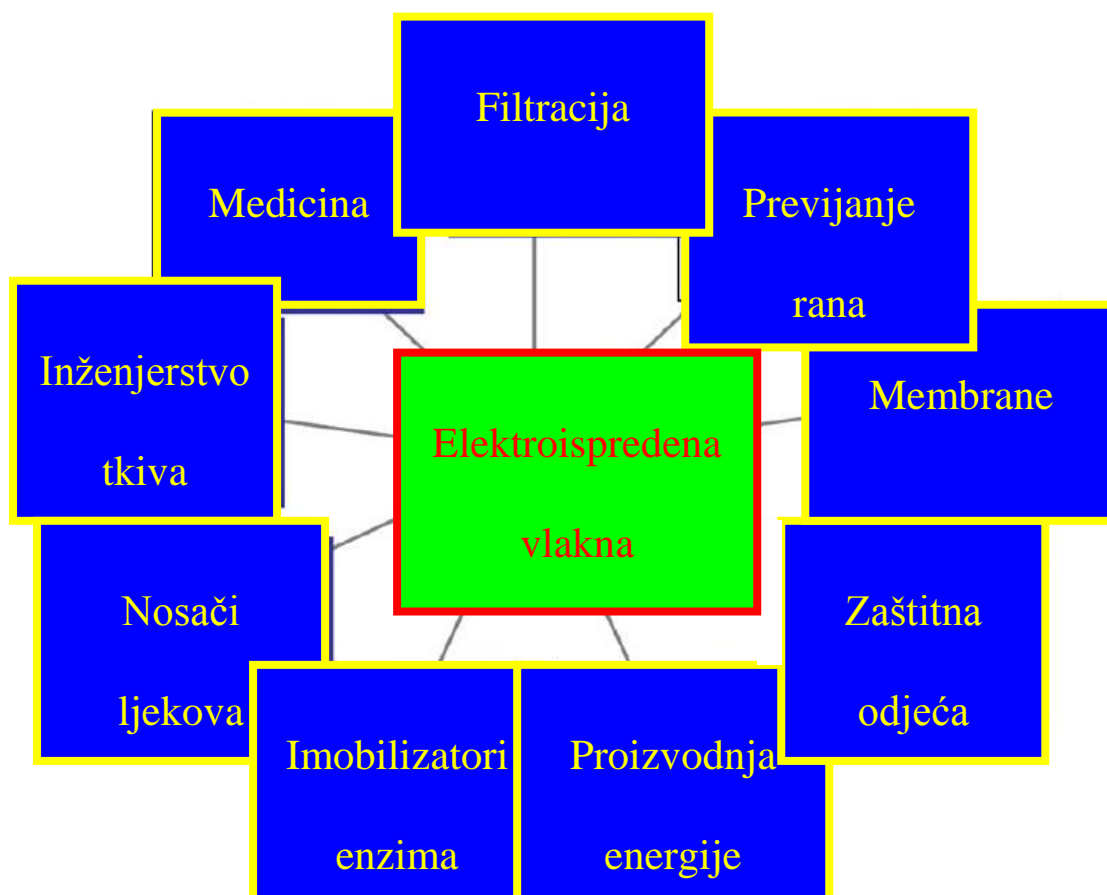 Filtracija
Medicina
Previjanje
rana
Inženjerstvo
tkiva
Membrane
Elektroispredena
vlakna
Nosači
ljekova
Zaštitna
odjeća
Imobilizatori
enzima
Proizvodnja
energije